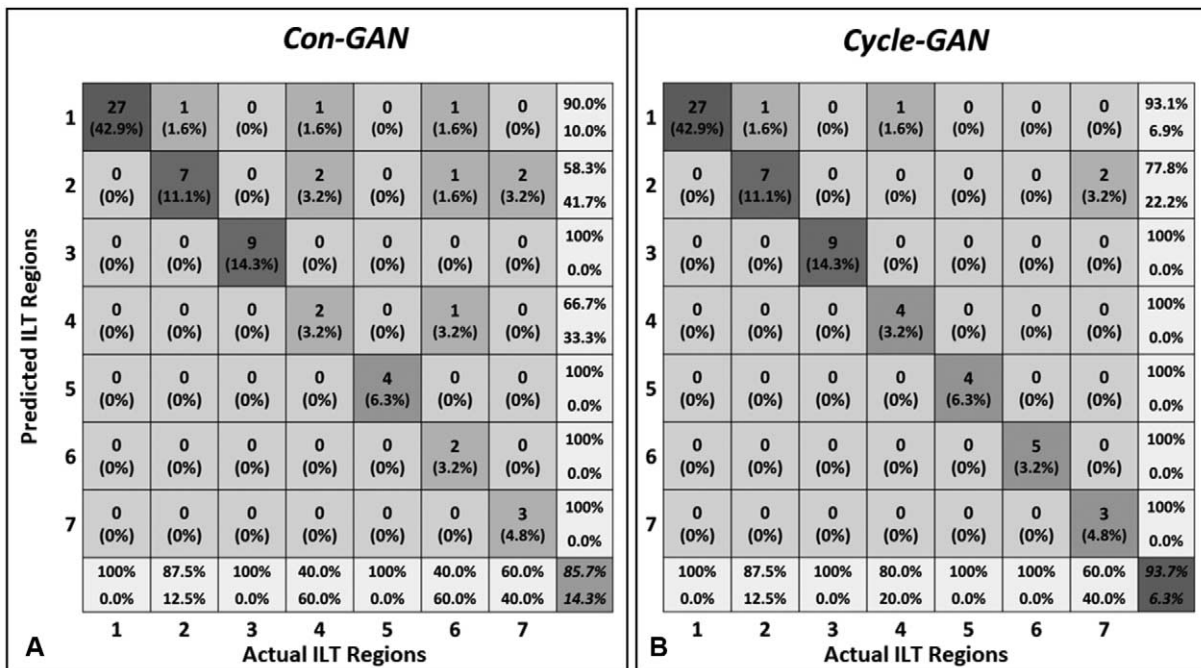 Con-GAN
1 27 1 0 1 0 1 0 90.0%
(42.9%) (1.6%) (0%) (1.6%) (0%) (1.6%) (0%) 10.0%
2 0 7 0 2 0 1 2 58.3%
(0%) (11.1%) (0%) (3.2%) (0%) (1.6%) (3.2%) 41.7%
3 0 0 9 0 0 0 0 100%
(0%) (0%) (14.3%) (0%) (0%) (0%) (0%) 0.0%
4 0 0 0 2 0 1 0 66.7%
(0%) (0%) (0%) (3.2%) (0%) (3.2%) (0%) 33.3%
5 0 0 0 0 4 0 0 100%
(0%) (0%) (0%) (0%) (6.3%) (0%) (0%) 0.0%
6 0 0 0 0 0 2 0 100%
(0%) (0%) (0%) (0%) (0%) (3.2%) (0%) 0.0%
7 0 0 0 0 0 0 3 100%
(0%) (0%) (0%) (0%) (0%) (0%) (4.8%) 0.0%
100% 87.5% 100% 40.0% 100% 40.0% 60.0% 85.7%
0.0% 12.5% 0.0% 60.0% 0.0% 60.0% 40.0% 14.3%
1 2 3 4 5 6 7
Predicted ILT Regions
A Actual ILT Regions
Cycle-GAN
1 27 1 0 1 0 0 0 93.1%
(42.9%) (1.6%) (0%) (1.6%) (0%) (0%) (0%) 6.9%
2 0 7 0 0 0 0 2 77.8%
(0%) (11.1%) (0%) (0%) (0%) (0%) (3.2%) 22.2%
3 0 0 9 0 0 0 0 100%
(0%) (0%) (14.3%) (0%) (0%) (0%) (0%) 0.0%
4 0 0 0 4 0 0 0 100%
(0%) (0%) (0%) (3.2%) (0%) (0%) (0%) 0.0%
5 0 0 0 0 4 0 0 100%
(0%) (0%) (0%) (0%) (6.3%) (0%) (0%) 0.0%
6 0 0 0 0 0 5 0 100%
(0%) (0%) (0%) (0%) (0%) (3.2%) (0%) 0.0%
7 0 0 0 0 0 0 3 100%
(0%) (0%) (0%) (0%) (0%) (0%) (4.8%) 0.0%
100% 87.5% 100% 80.0% 100% 100% 60.0% 93.7%
0.0% 12.5% 0.0% 20.0% 0.0% 0.0% 40.0% 6.3%
1 2 3 4 5 6 7
B Actual ILT Regions